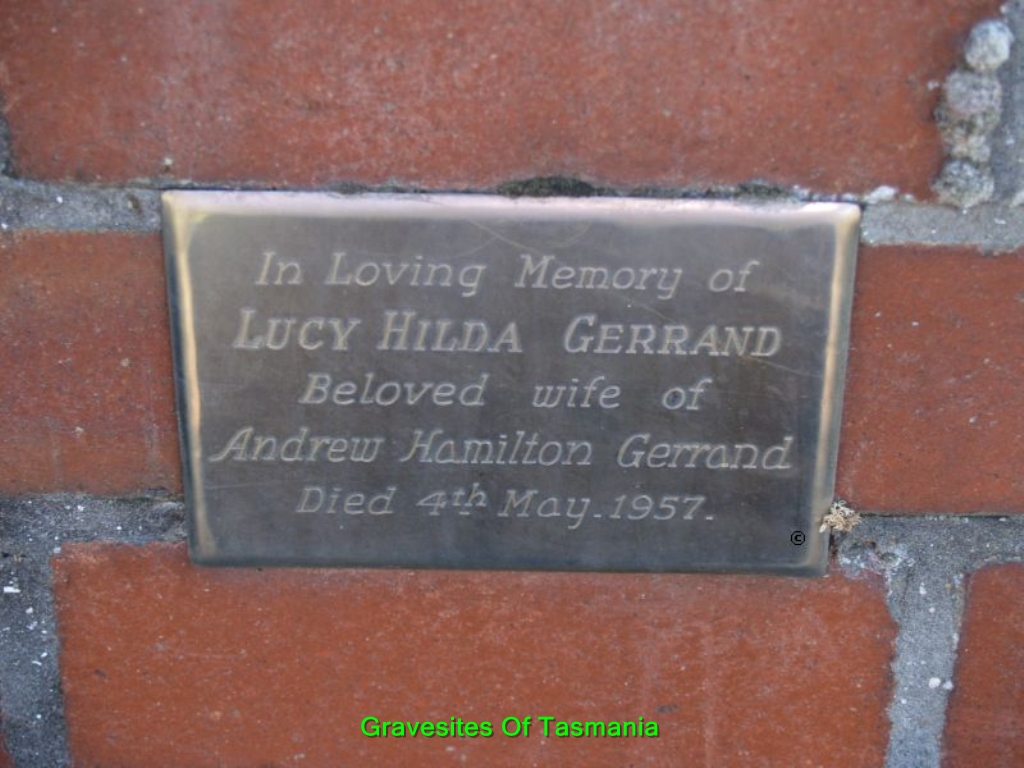 In Loving Memory of
LUCY HILDA GERRAND
Beloved wife of
Andrew Hamilton Gerrand
Died 4th May. 1957.
©
Gravesites Of Tasmania